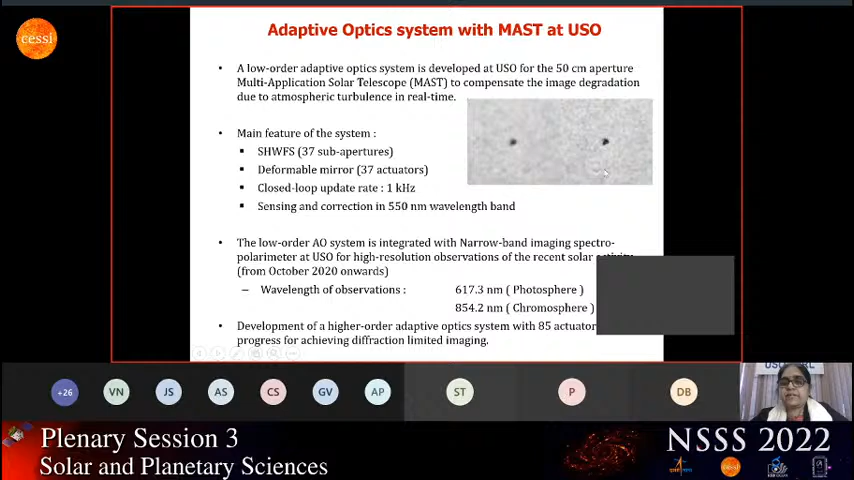 cessi
Adaptive Optics system with MAST at USO
• A low-order adaptive optics system is developed at USO for the 50 cm aperture
Multi-Application Solar Telescope (MAST) to compensate the image degradation
due to atmospheric turbulence in real-time.
• Main feature of the system :
▪ SHWFS (37 sub-apertures)
▪ Deformable mirror (37 actuators)
▪ Closed-loop update rate : 1 kHz
▪ Sensing and correction in 550 nm wavelength band
• The low-order AO system is integrated with Narrow-band imaging spectro-
polarimeter at USO for high-resolution observations of the recent solar activity
(from October 2020 onwards)
– Wavelength of observations : 617.3 nm ( Photosphere )
854.2 nm ( Chromosphere )
• Development of a higher-order adaptive optics system with 85 actuator
progress for achieving diffraction limited imaging.
+26 VN JS AS CS GV AP ST P DB
Plenary Session 3
Solar and Planetary Sciences
NSSS 2022
cessi